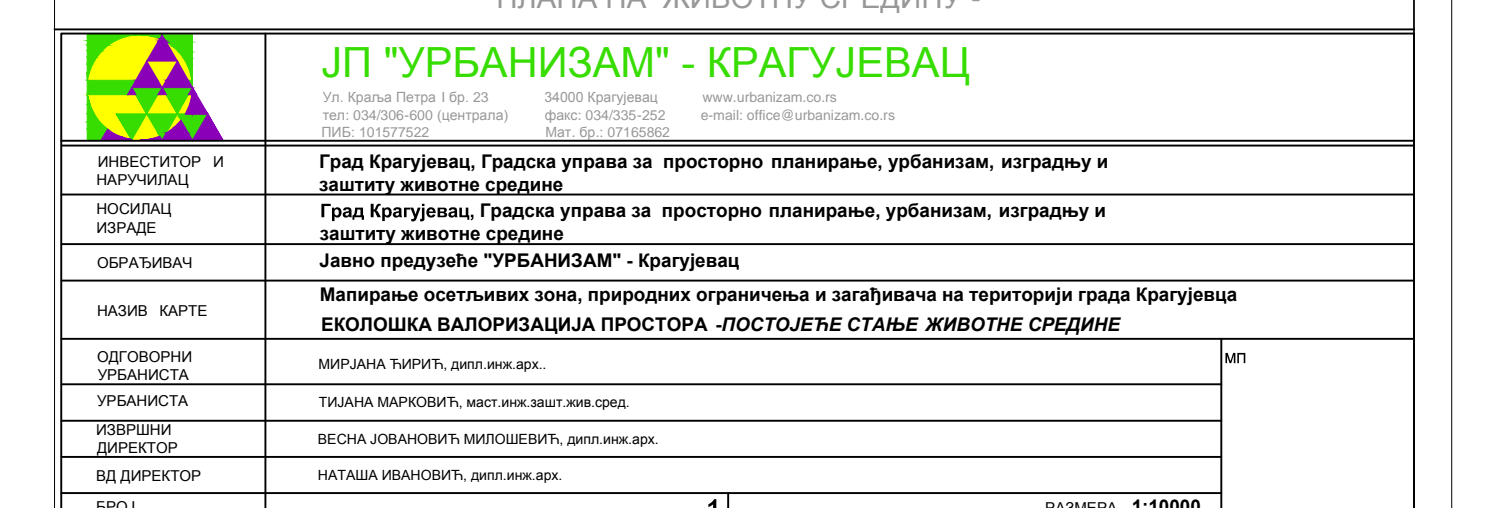 ПЛАНА НА ЖИВОТНУ СРЕДИНУ -
ЈП "УРБАНИЗАМ" - КРАГУЈЕВАЦ
Ул. Краља Петра I бр. 23 34000 Крагујевац www.urbanizam.co.rs
тел: 034/306-600 (централа) факс: 034/335-252 e-mail: office@urbanizam.co.rs
ПИБ: 101577522 Мат. бр.: 07165862
ИНВЕСТИТОР И
НАРУЧИЛАЦ
Град Крагујевац, Градска управа за просторно планирање, урбанизам, изградњу и
заштиту животне средине
НОСИЛАЦ
ИЗРАДЕ
Град Крагујевац, Градска управа за просторно планирање, урбанизам, изградњу и
заштиту животне средине
ОБРАЂИВАЧ
Јавно предузеће "УРБАНИЗАМ" - Крагујевац
НАЗИВ КАРТЕ
Мапирање осетљивих зона, природних ограничења и загађивача на територији града Крагујевца
ЕКОЛОШКА ВАЛОРИЗАЦИЈА ПРОСТОРА -ПОСТОЈЕЋЕ СТАЊЕ ЖИВОТНЕ СРЕДИНЕ
ОДГОВОРНИ
УРБАНИСТА
МИРЈАНА ЋИРИЋ, дипл.инж.арх..
МП
УРБАНИСТА
ТИЈАНА МАРКОВИЋ, маст.инж.зашт.жив.сред.
ИЗВРШНИ
ДИРЕКТОР
ВЕСНА ЈОВАНОВИЋ МИЛОШЕВИЋ, дипл.инж.арх.
ВД ДИРЕКТОР
НАТАША ИВАНОВИЋ, дипл.инж.арх.
БРОЈ 1 РАЗМЕРА 1:10000